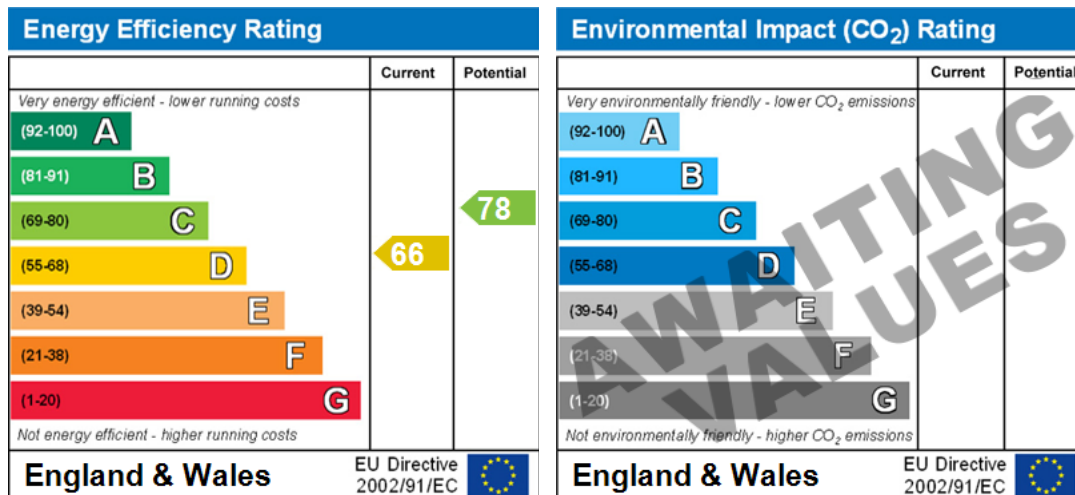 Energy Efficiency Rating
Current Potential
Very energy efficient - lower running costs
(92-100) A
(81-91) B
(69-80) C
78
(55-68) D
66
(39-54) E
(21-38) F
(1-20) G
Not energy efficient - higher running costs
England & Wales
EU Directive
2002/91/EC
Environmental Impact (CO₂) Rating
Current Potential
Very environmentally friendly - lower CO₂ emissions
(92-100) A
(81-91) B
(69-80) C
(55-68) D
(39-54) E
(21-38) F
(1-20) G
AWAITING
VALUES
Not environmentally friendly - higher CO₂ emissions
England & Wales
EU Directive
2002/91/EC